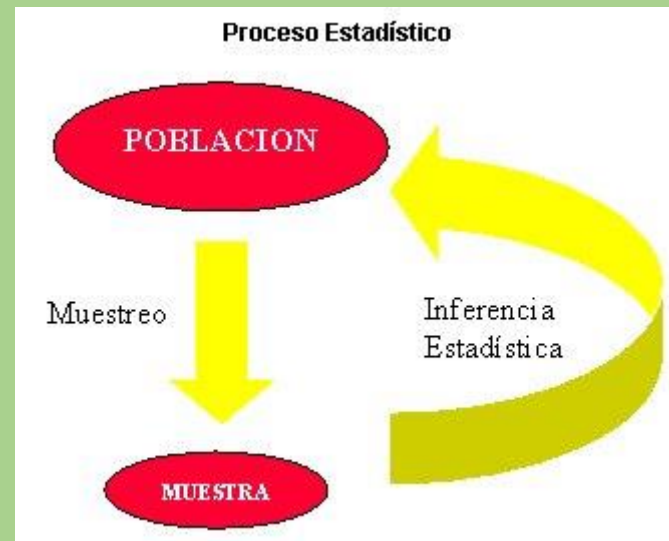 Proceso Estadístico
POBLACION
Muestreo
Inferencia
Estadística
MUESTRA